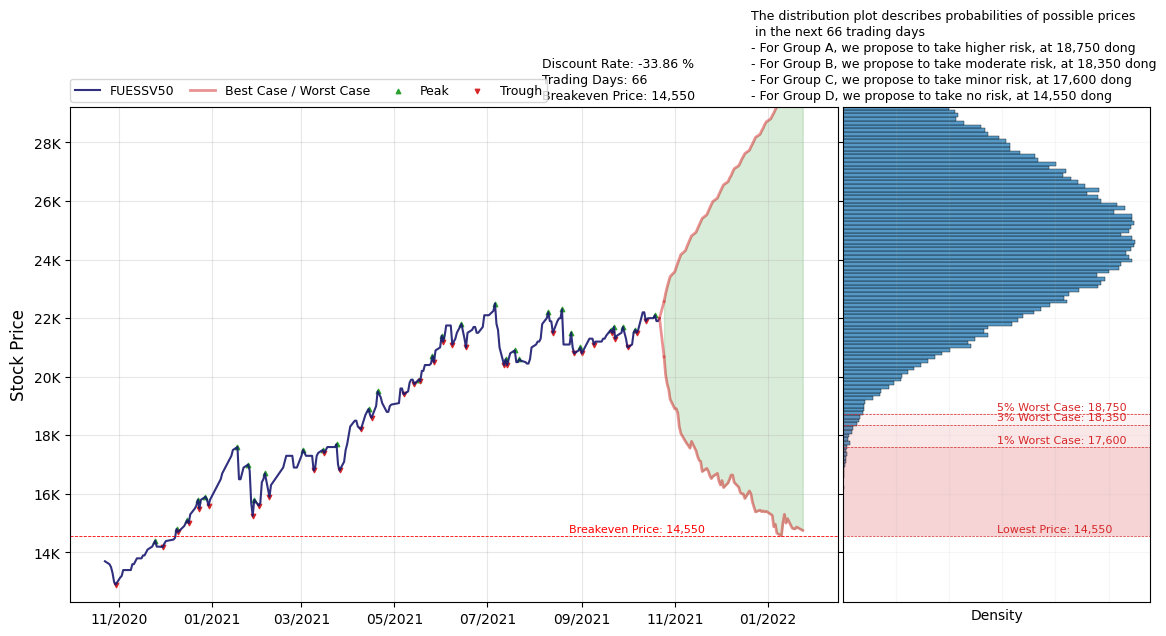 The distribution plot describes probabilities of possible prices
in the next 66 trading days
- For Group A, we propose to take higher risk, at 18,750 dong
- For Group B, we propose to take moderate risk, at 18,350 dong
- For Group C, we propose to take minor risk, at 17,600 dong
- For Group D, we propose to take no risk, at 14,550 dong
Discount Rate: -33.86 %
Trading Days: 66
Breakeven Price: 14,550
FUESSV50
Best Case / Worst Case
Peak
Trough
Stock Price
28K
26K
24K
22K
20K
18K
16K
14K
Breakeven Price: 14,550
11/2020
01/2021
03/2021
05/2021
07/2021
09/2021
11/2021
01/2022
5% Worst Case: 18,750
3% Worst Case: 18,350
1% Worst Case: 17,600
Lowest Price: 14,550
Density